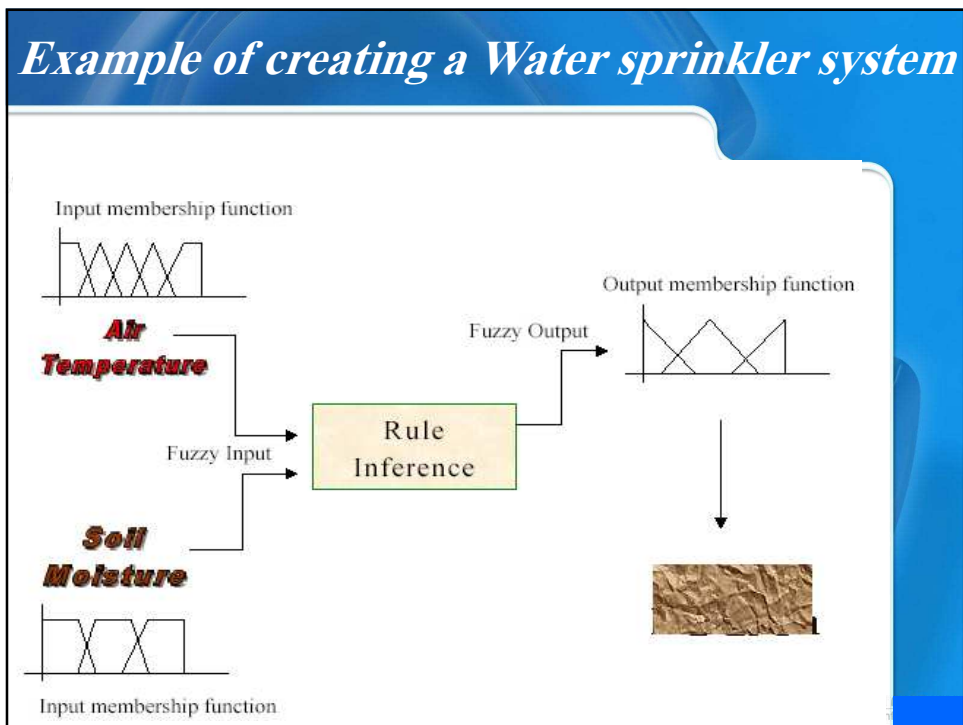 Example of creating a Water sprinkler system
Input membership function
Air
Temperature
Output membership function
Fuzzy Output
Rule
Inference
Fuzzy Input
Soil
Moisture
Input membership function